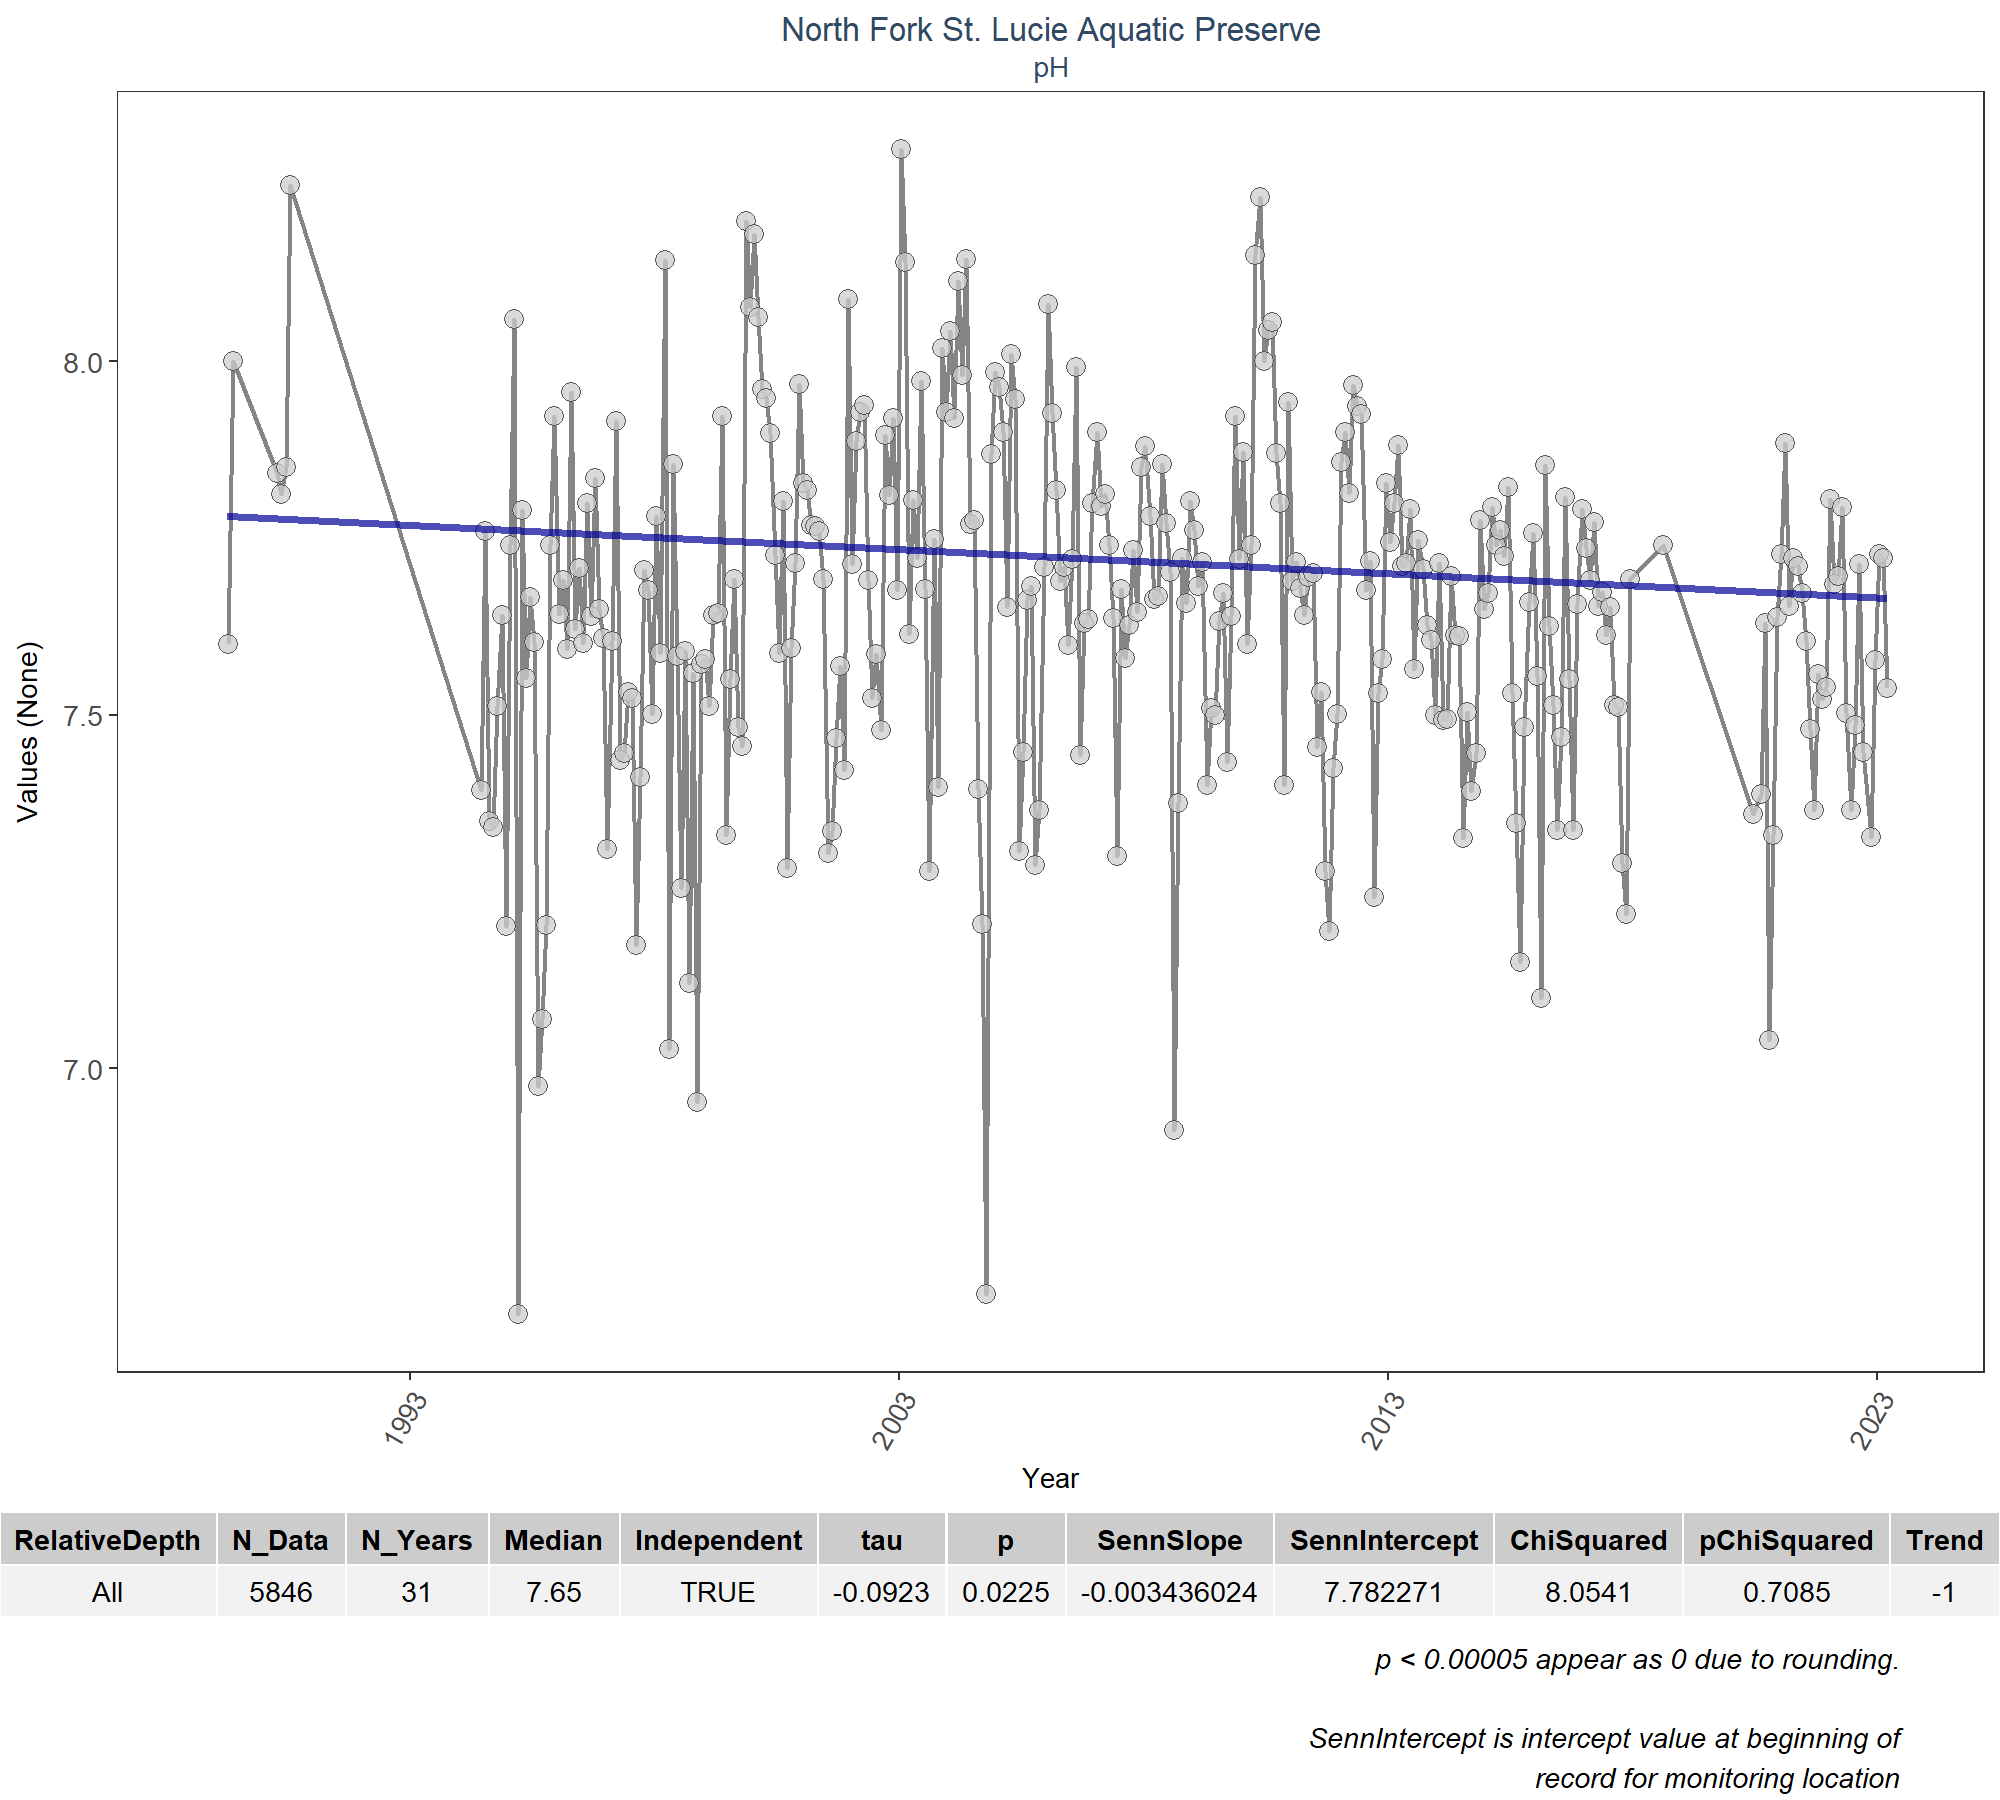 North Fork St. Lucie Aquatic Preserve
pH
Values (None)
8.0
7.5
7.0
1993
2003
2013
2023
Year
RelativeDepth N_Data N_Years Median Independent tau p SennSlope SennIntercept ChiSquared pChiSquared Trend
All 5846 31 7.65 TRUE -0.0923 0.0225 -0.003436024 7.782271 8.0541 0.7085 -1
p < 0.00005 appear as 0 due to rounding.
SennIntercept is intercept value at beginning of
record for monitoring location